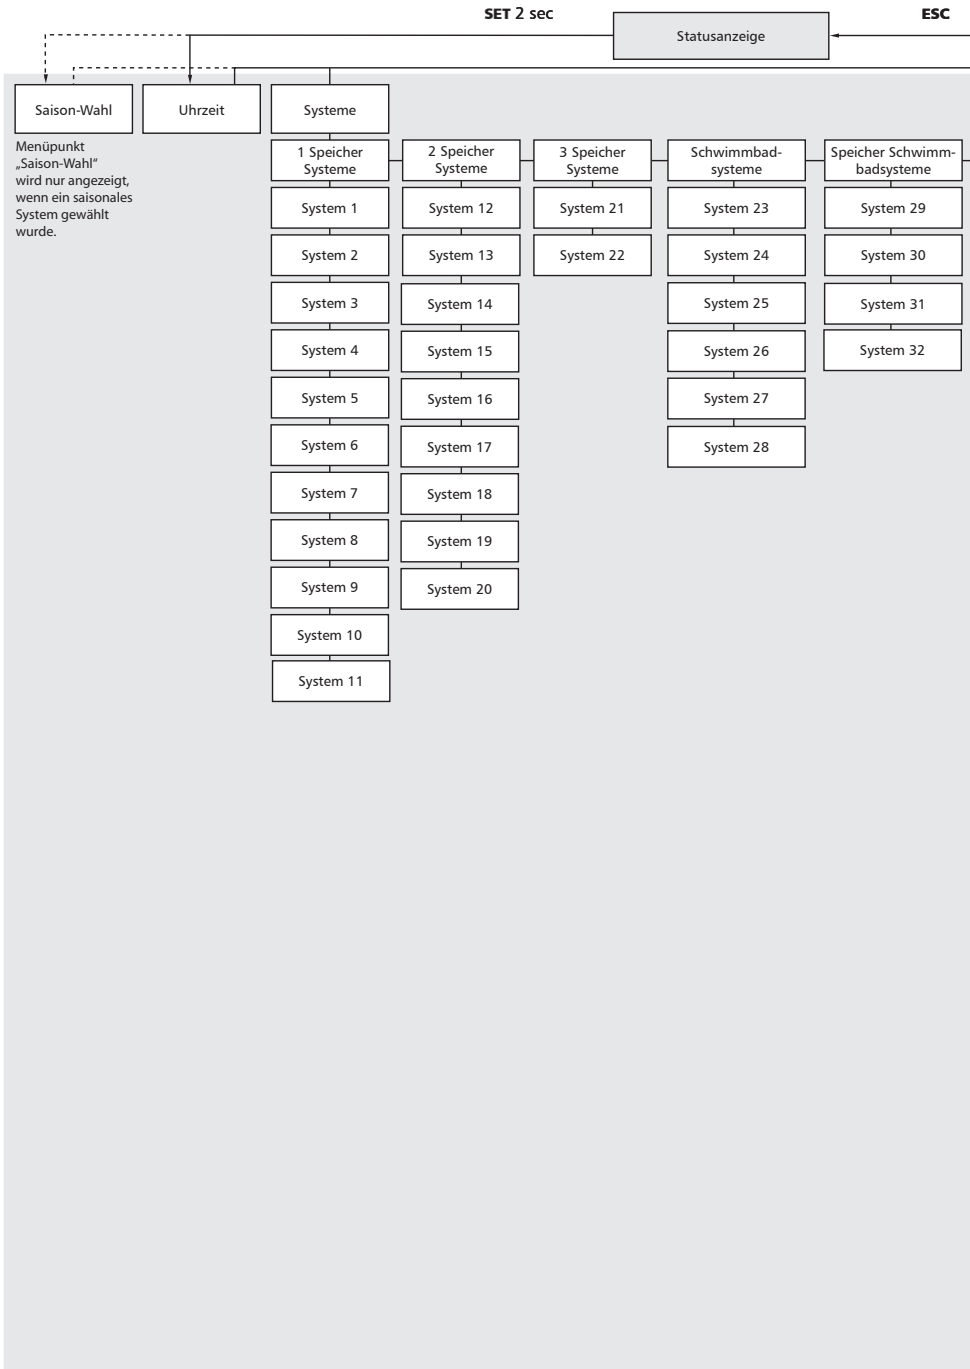 SET 2 sec
ESC
Statusanzeige
Saison-Wahl
Uhrzeit
Systeme
Menüpunkt
„Saison-Wahl“
wird nur angezeigt,
wenn ein saisonales
System gewählt
wurde.
1 Speicher
Systeme
System 1
System 2
System 3
System 4
System 5
System 6
System 7
System 8
System 9
System 10
System 11
2 Speicher
Systeme
System 12
System 13
System 14
System 15
System 16
System 17
System 18
System 19
System 20
3 Speicher
Systeme
System 21
System 22
Schwimmbad-
systeme
System 23
System 24
System 25
System 26
System 27
System 28
Speicher Schwimm-
badsysteme
System 29
System 30
System 31
System 32